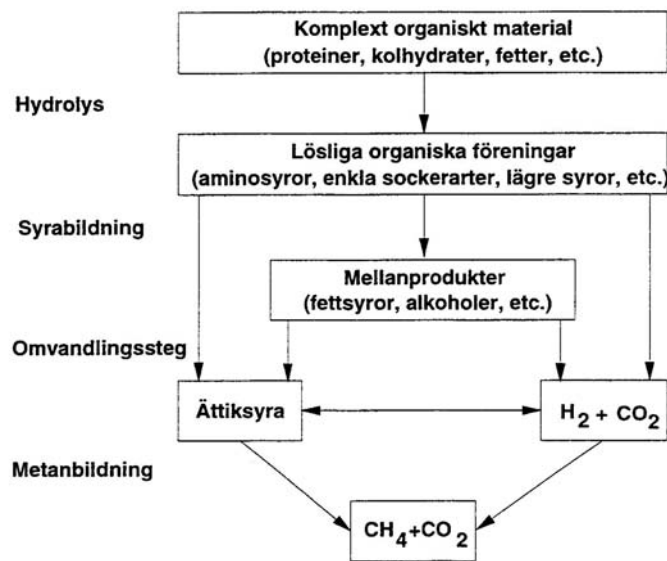 Komplext organiskt material
(proteiner, kolhydrater, fetter, etc.)
Hydrolys
Lösliga organiska föreningar
(aminosyror, enkla sockerarter, lägre syror, etc.)
Syrabildning
Mellanprodukter
(fettsyror, alkoholer, etc.)
Omvandlingssteg
Ättiksyra
H2 + CO2
Metanbildning
CH4+CO2